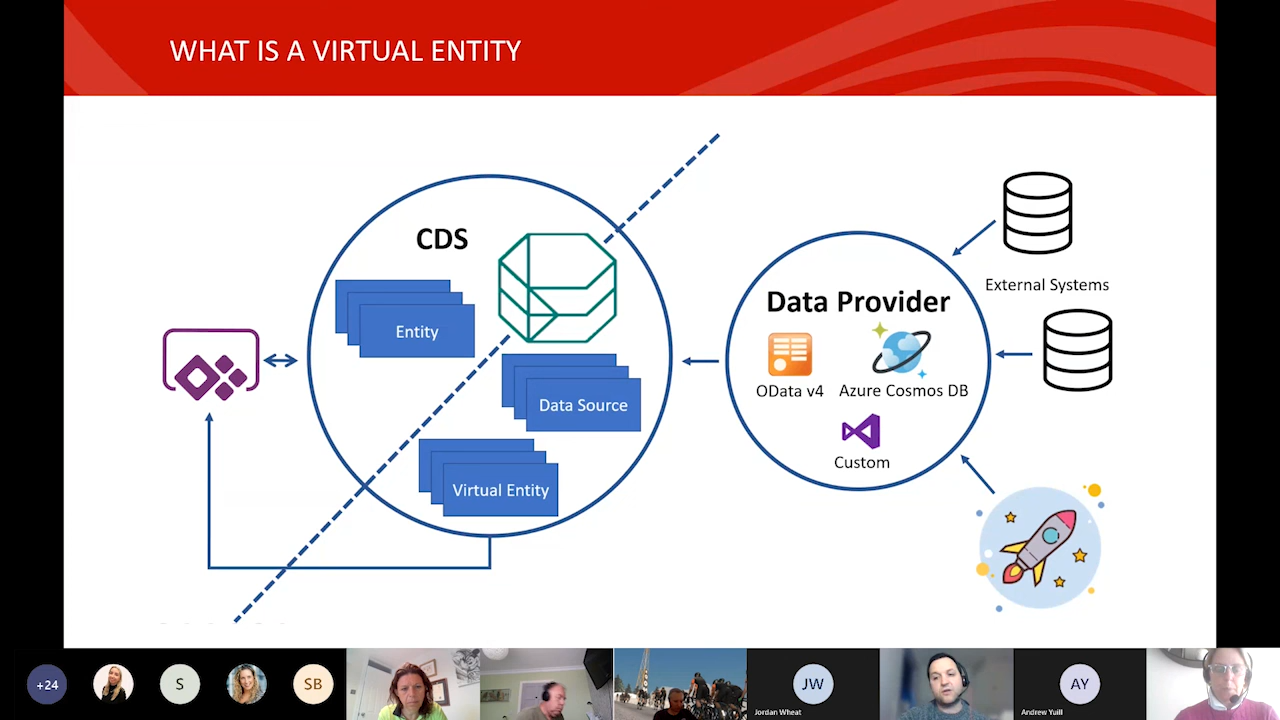 WHAT IS A VIRTUAL ENTITY
CDS
Entity
Data Source
Virtual Entity
Data Provider
OData v4
Azure Cosmos DB
Custom
External Systems
+24
S
SB
JW
Jordan Wheat
AY
Andrew Yuill